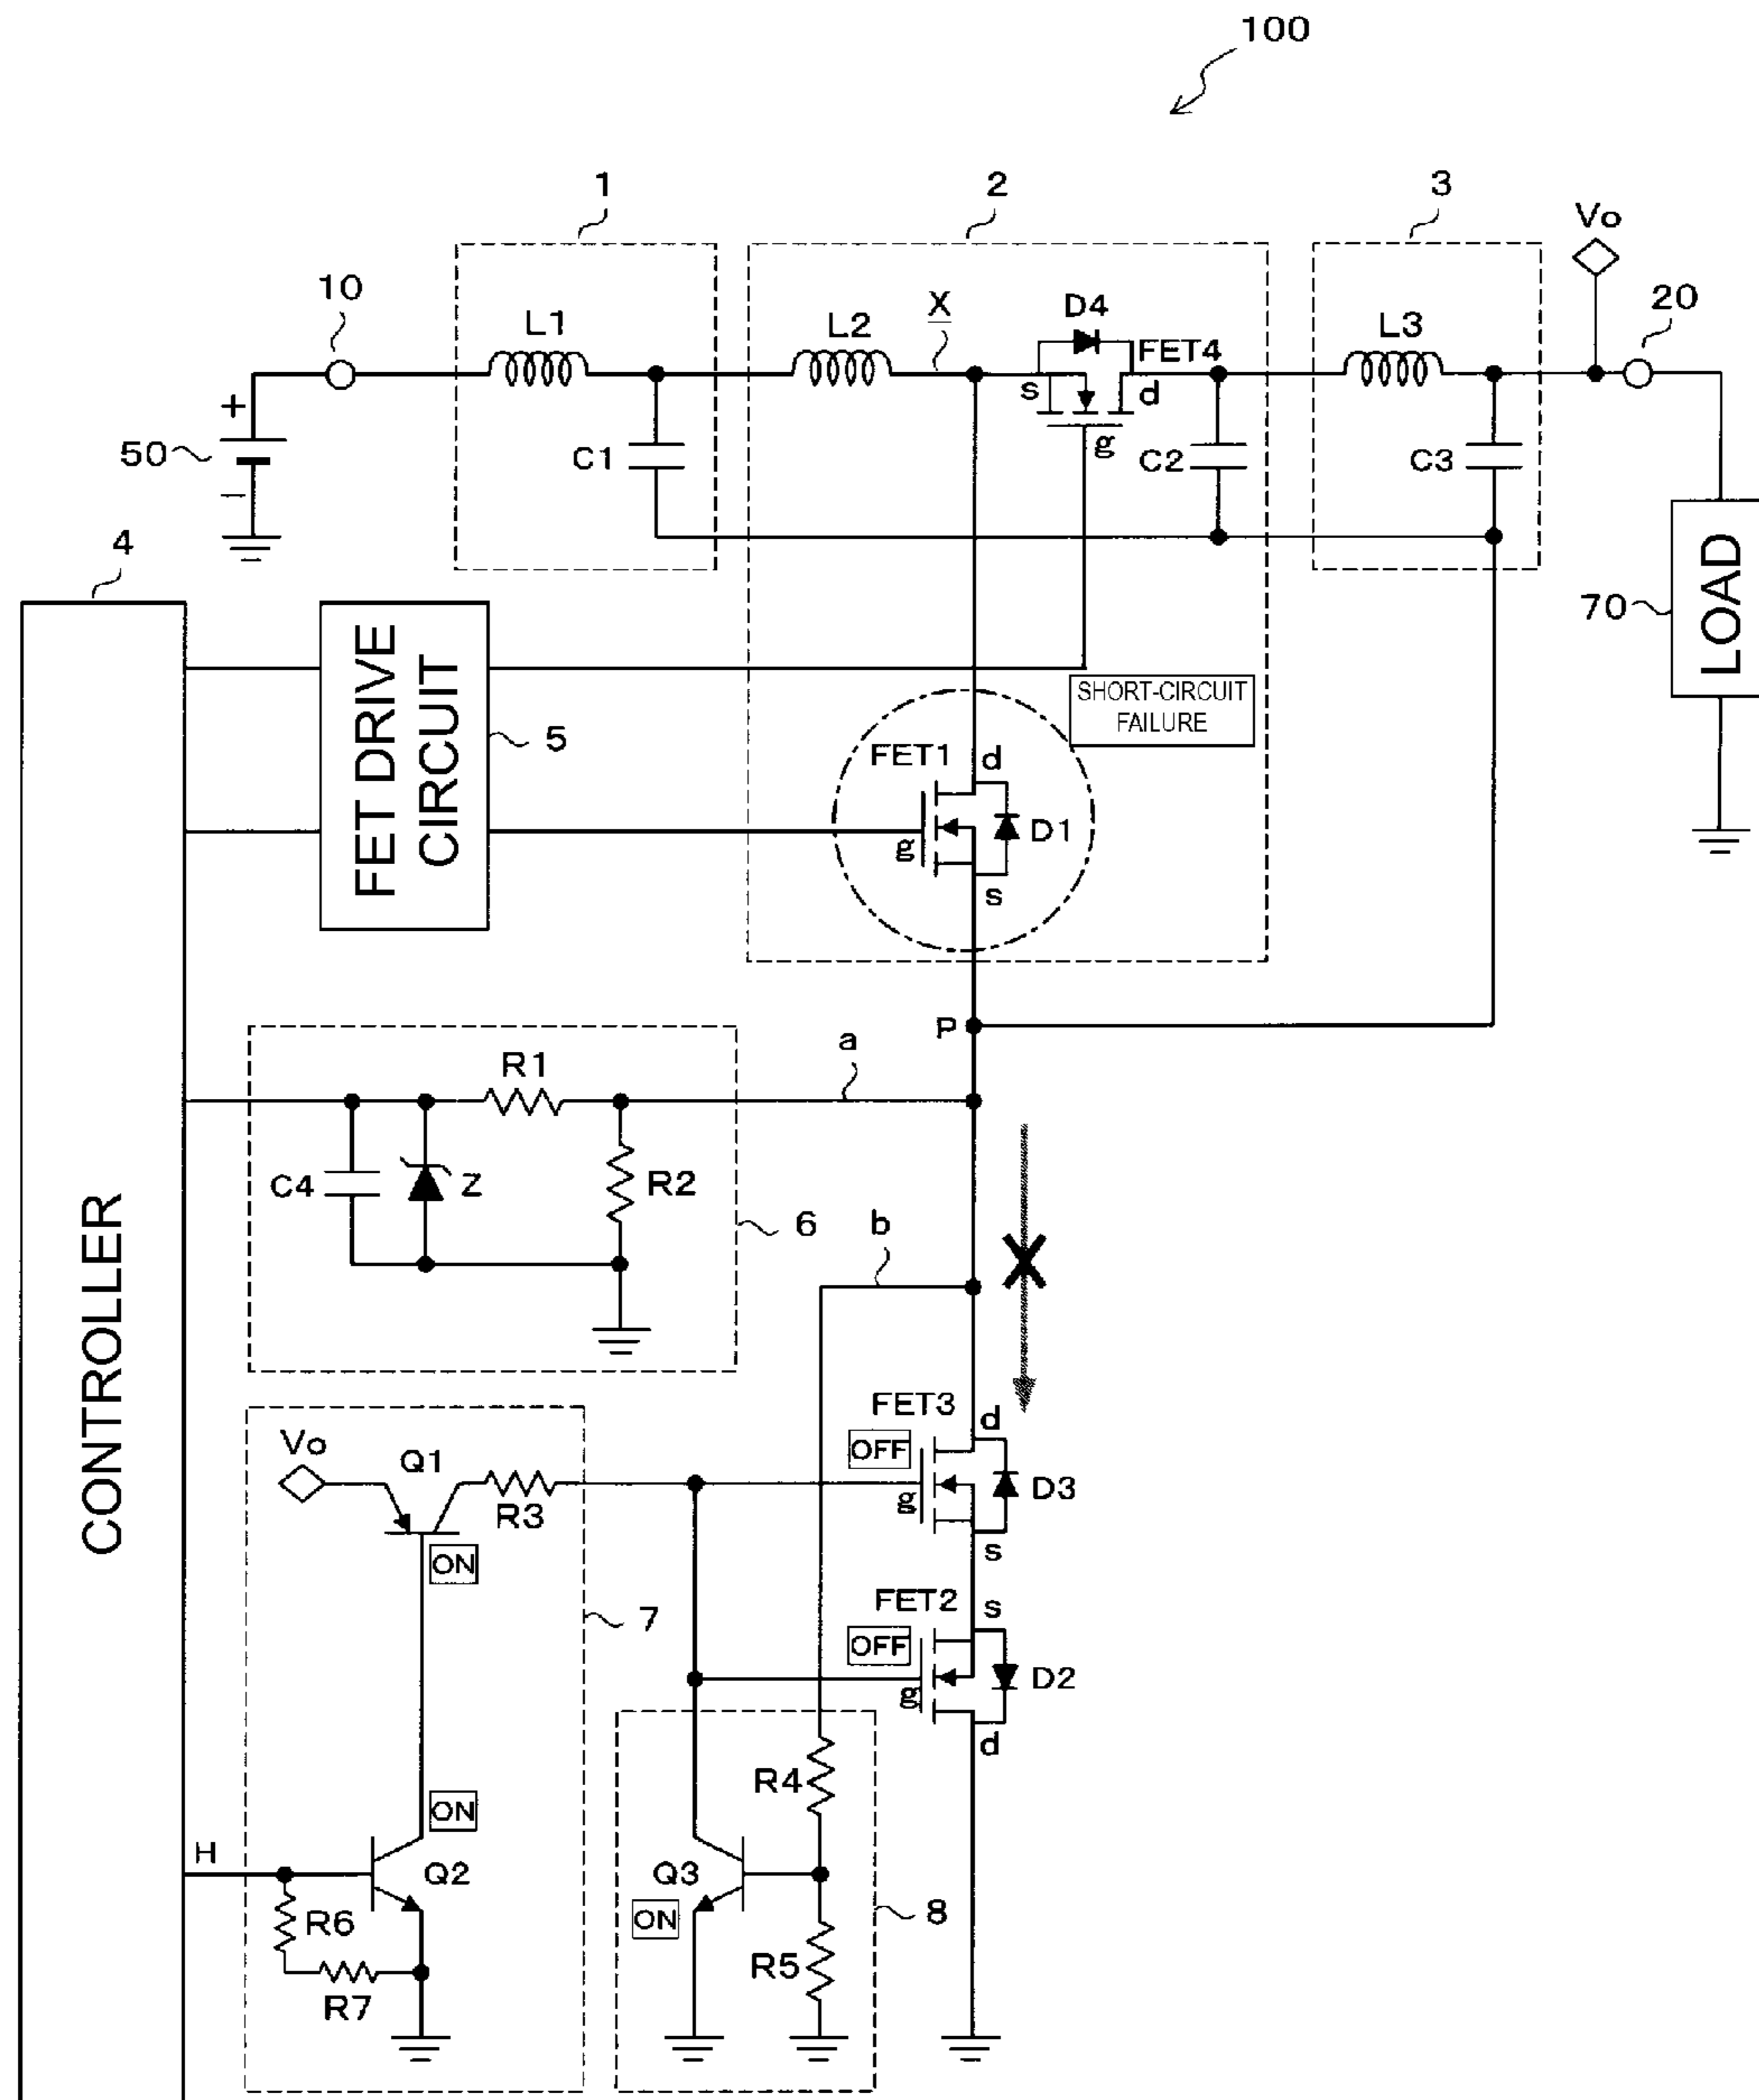 100
1
2
3
Vo
10
L1
L2
X
D4
FET4
L3
20
s
d
g
+
50
−
C1
C2
C3
4
70
LOAD
FET DRIVE
CIRCUIT
5
SHORT-CIRCUIT
FAILURE
FET1
d
g
D1
s
P
a
R1
C4
Z
R2
6
b
CONTROLLER
FET3
d
OFF
g
D3
s
Vo
Q1
R3
ON
FET2
s
OFF
g
D2
d
7
R4
ON
H
Q2
Q3
ON
8
R6
R5
R7